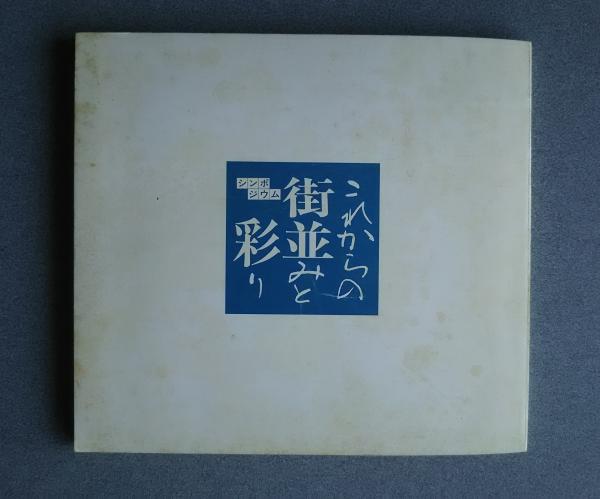 これからの
街並みと
彩り
シンポ
ジウム